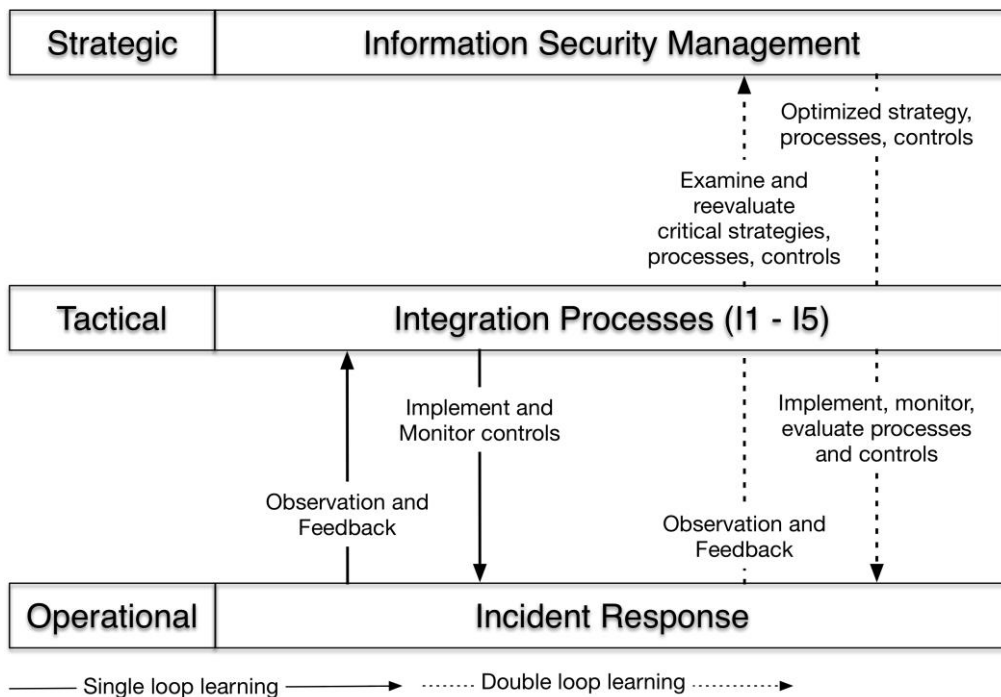 Strategic
Information Security Management
Optimized strategy,
processes, controls
Examine and
reevaluate
critical strategies,
processes, controls
Tactical
Integration Processes (I1 - I5)
Implement and
Monitor controls
Implement, monitor,
evaluate processes
and controls
Observation and
Feedback
Observation and
Feedback
Operational
Incident Response
Single loop learning
Double loop learning